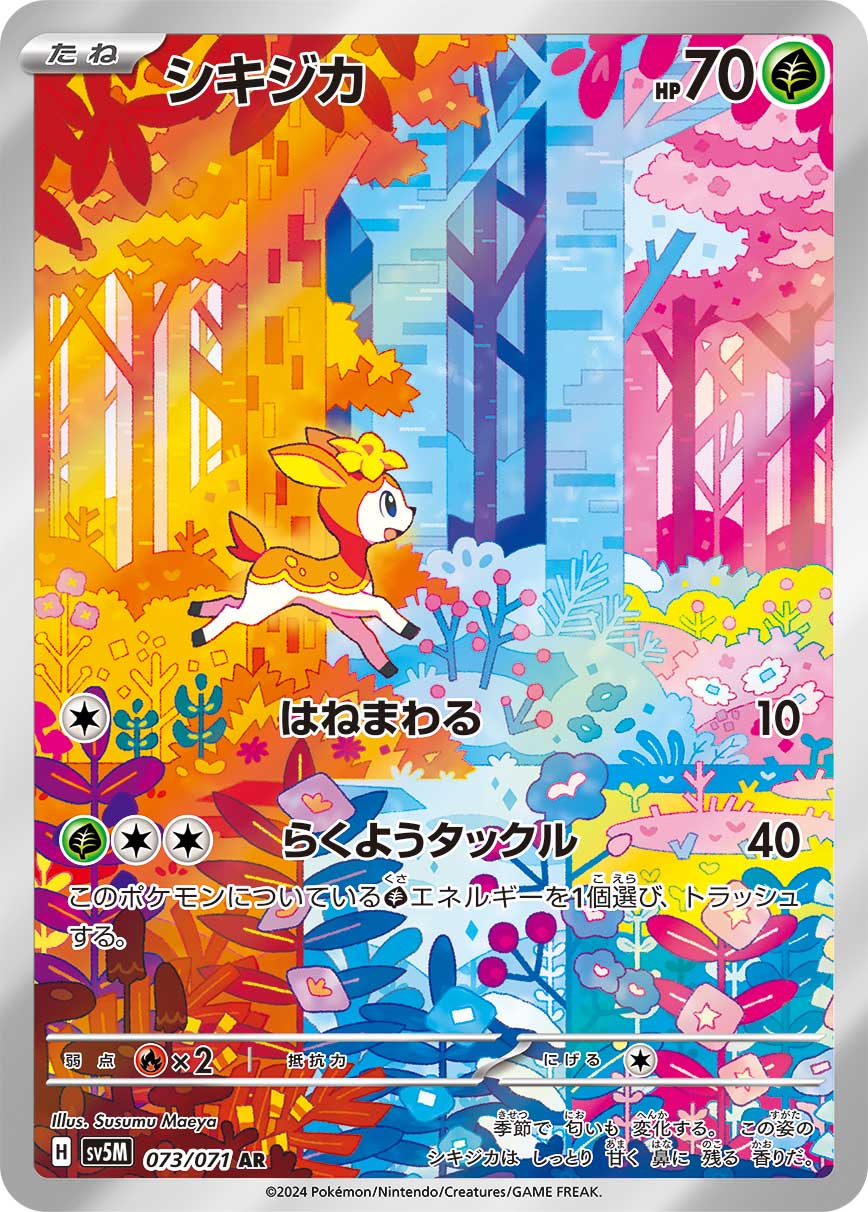 たね シキジカ HP70
はねまわる 10
らくようタックル 40
このポケモンについているエネルギーを1個選び、トラッシュ
する。
弱点 ×2 抵抗力 にげる
Illus. Susumu Maeya
季節で 匂いも 変化する。 この姿の
シキジカは しっとり 甘く 鼻に 残る 香りだ。
H sv5M 073/071 AR
©2024 Pokémon/Nintendo/Creatures/GAME FREAK.